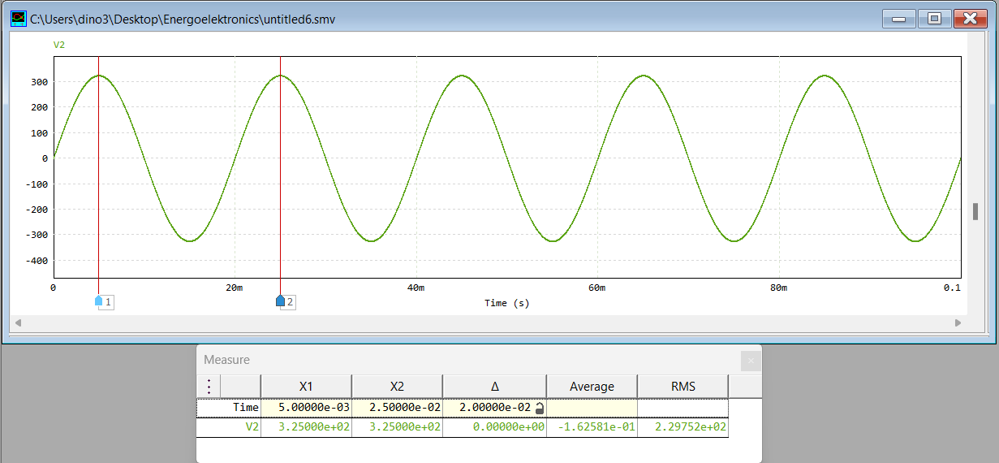 C:\Users\dino3\Desktop\Energoelektronics\untitled6.smv
V2
300
200
100
0
-100
-200
-300
-400
0 20m 40m 60m 80m 0.1
1 2
Time (s)
Measure
X1 X2 Δ Average RMS
Time 5.00000e-03 2.50000e-02 2.00000e-02
V2 3.25000e+02 3.25000e+02 0.00000e+00 -1.62581e-01 2.29752e+02